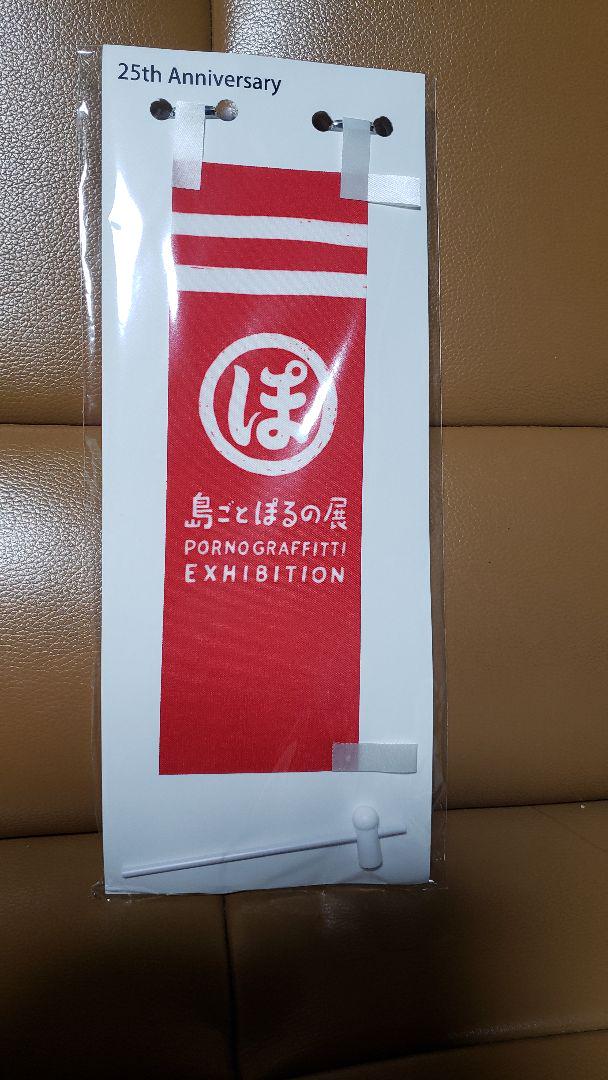 25th Anniversary
ぽ
島ごとぽるの展
PORNOGRAFFITTI
EXHIBITION